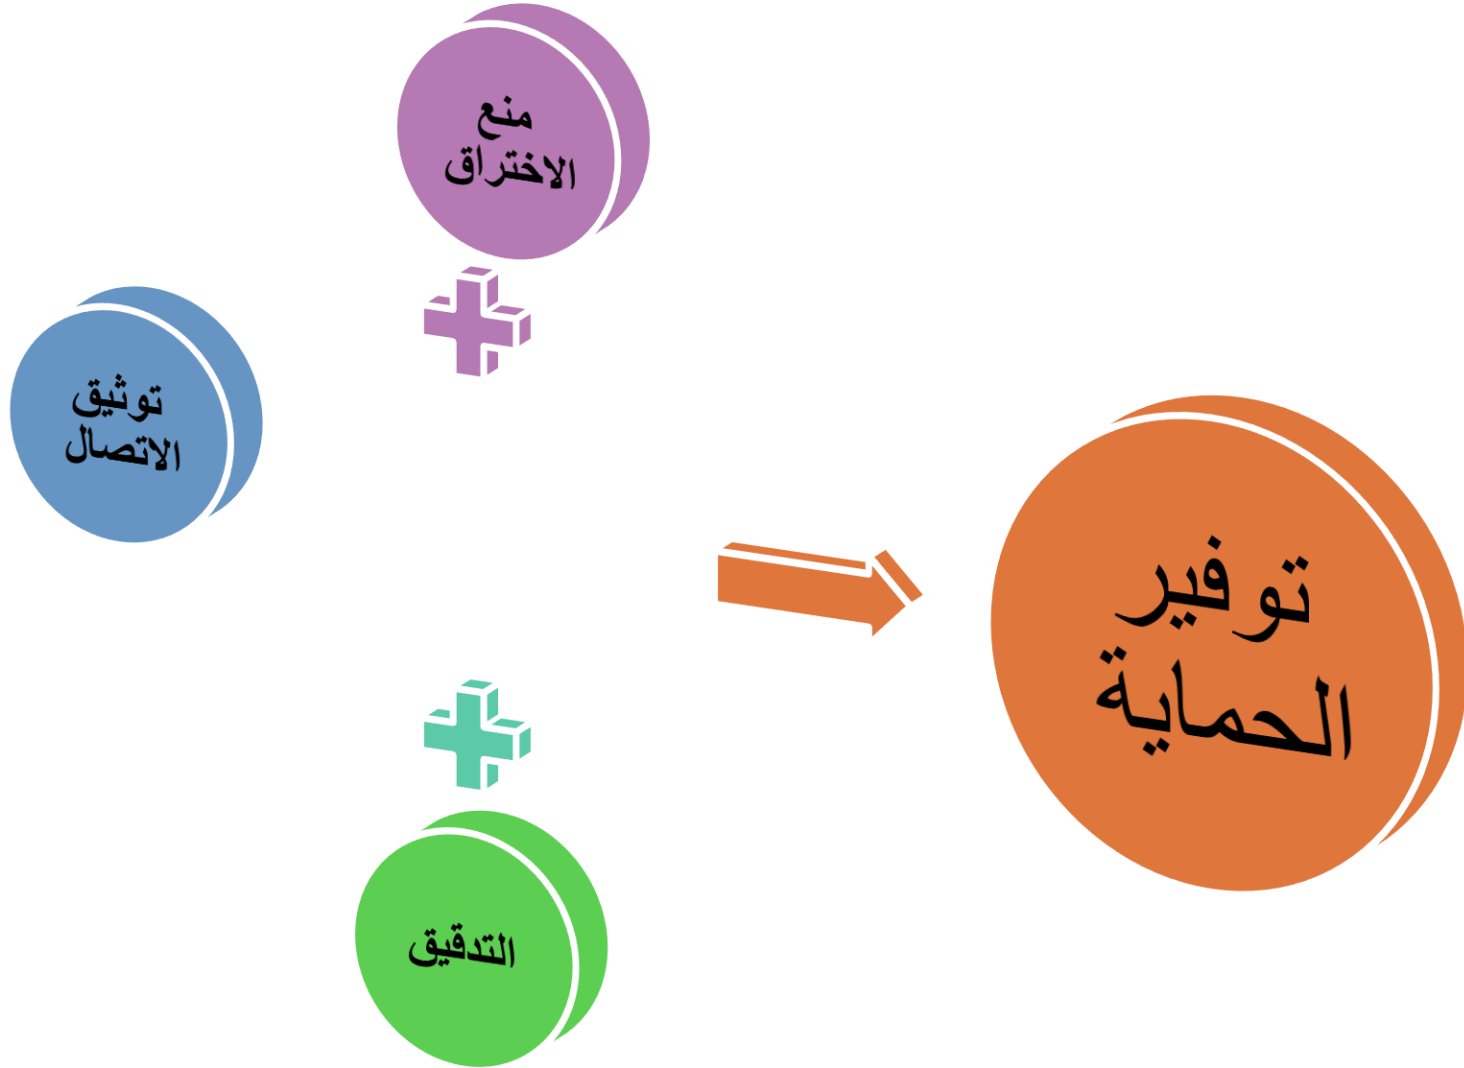 منع
الاختراق
توثيق
الاتصال
التدقيق
توفير
الحماية